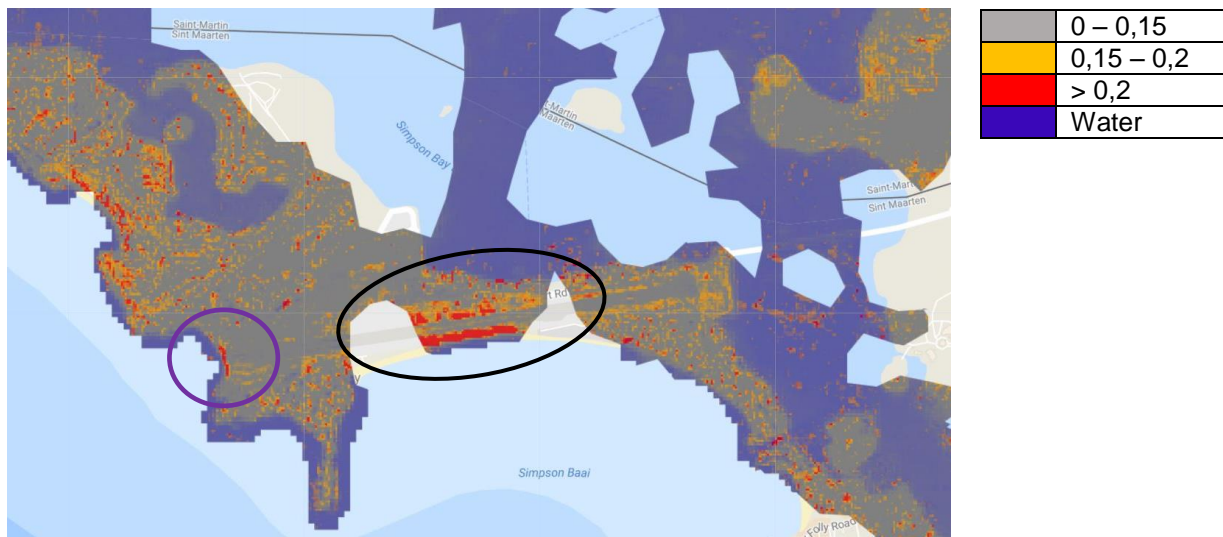 Saint-Martin
Sint Maarten
0 – 0,15
0,15 – 0,2
> 0,2
Water
Simpson Bay
t-Martin
Maarten
Saint-Mart
Sint Maarten
t Rd
y
Simpson Baai
Folly Road